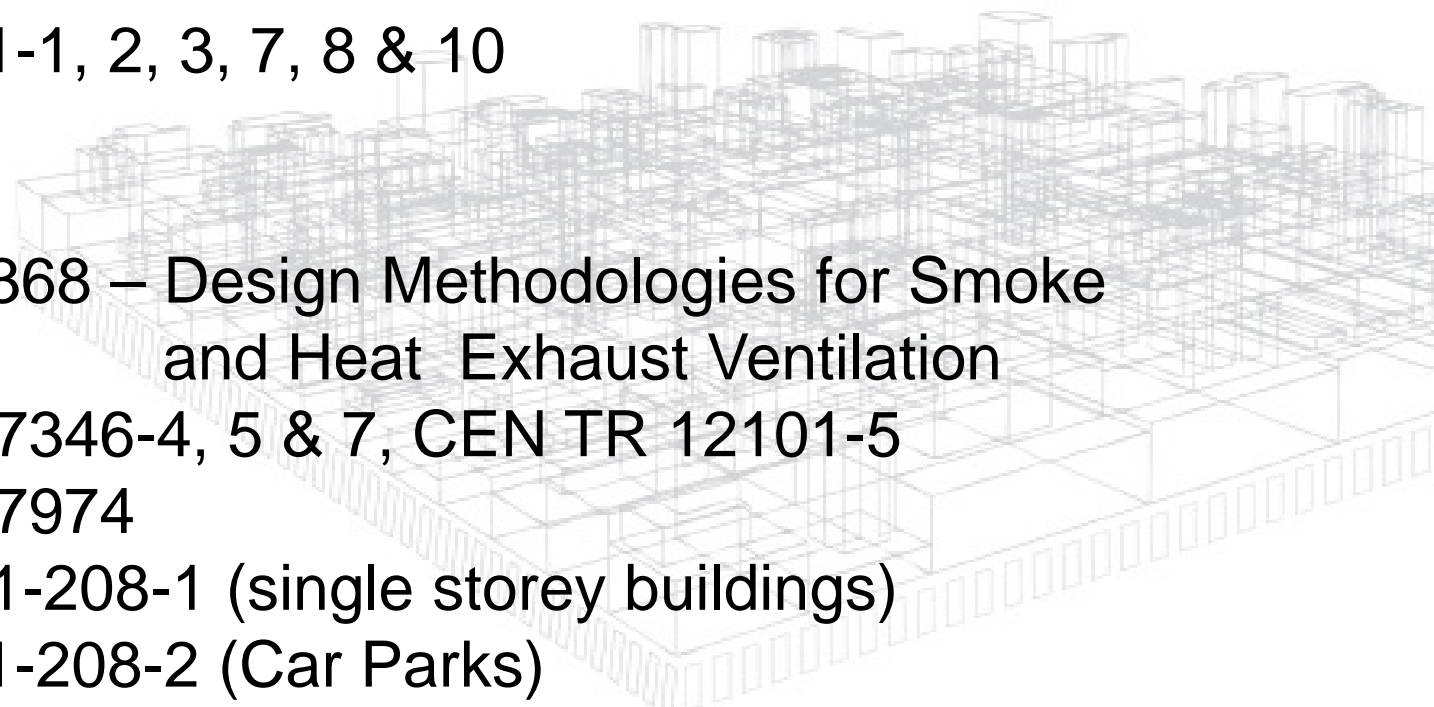 1-1, 2, 3, 7, 8 & 10
368 – Design Methodologies for Smoke
and Heat Exhaust Ventilation
7346-4, 5 & 7, CEN TR 12101-5
7974
1-208-1 (single storey buildings)
1-208-2 (Car Parks)